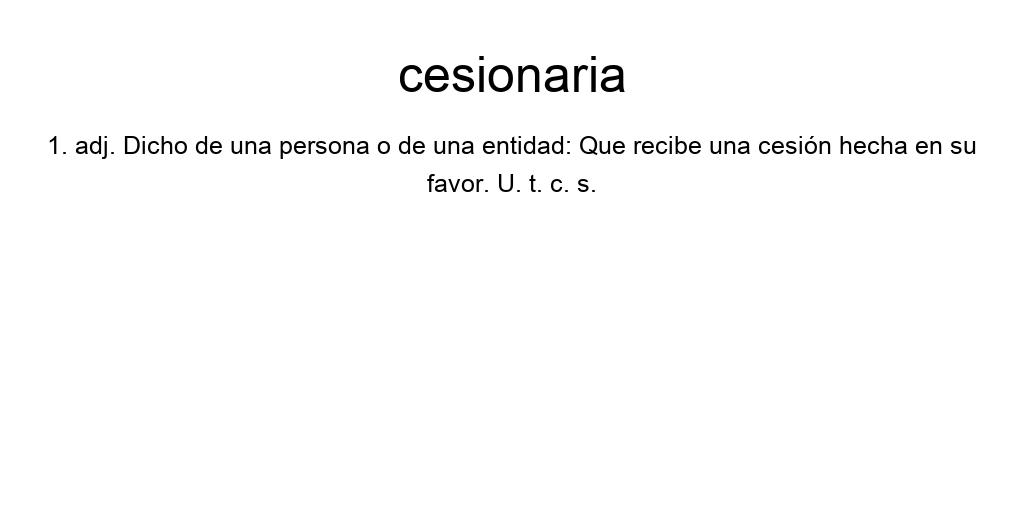 cesionaria
1. adj. Dicho de una persona o de una entidad: Que recibe una cesión hecha en su
favor. U. t. c. s.